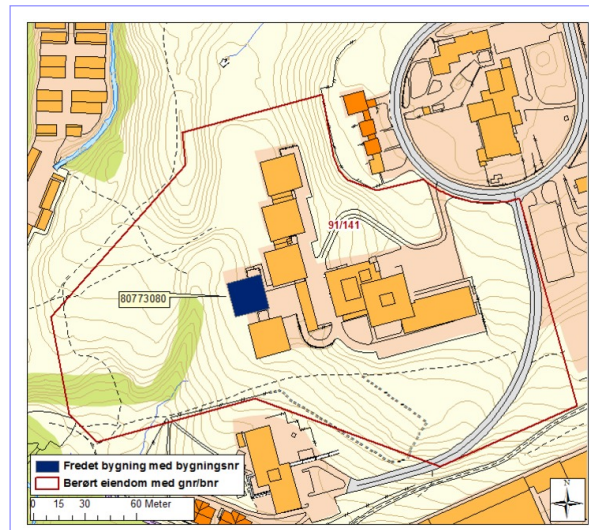 91/141
80773080
Fredet bygning med bygningsnr
Berørt eiendom med gnr/bnr
0 15 30 60 Meter
N